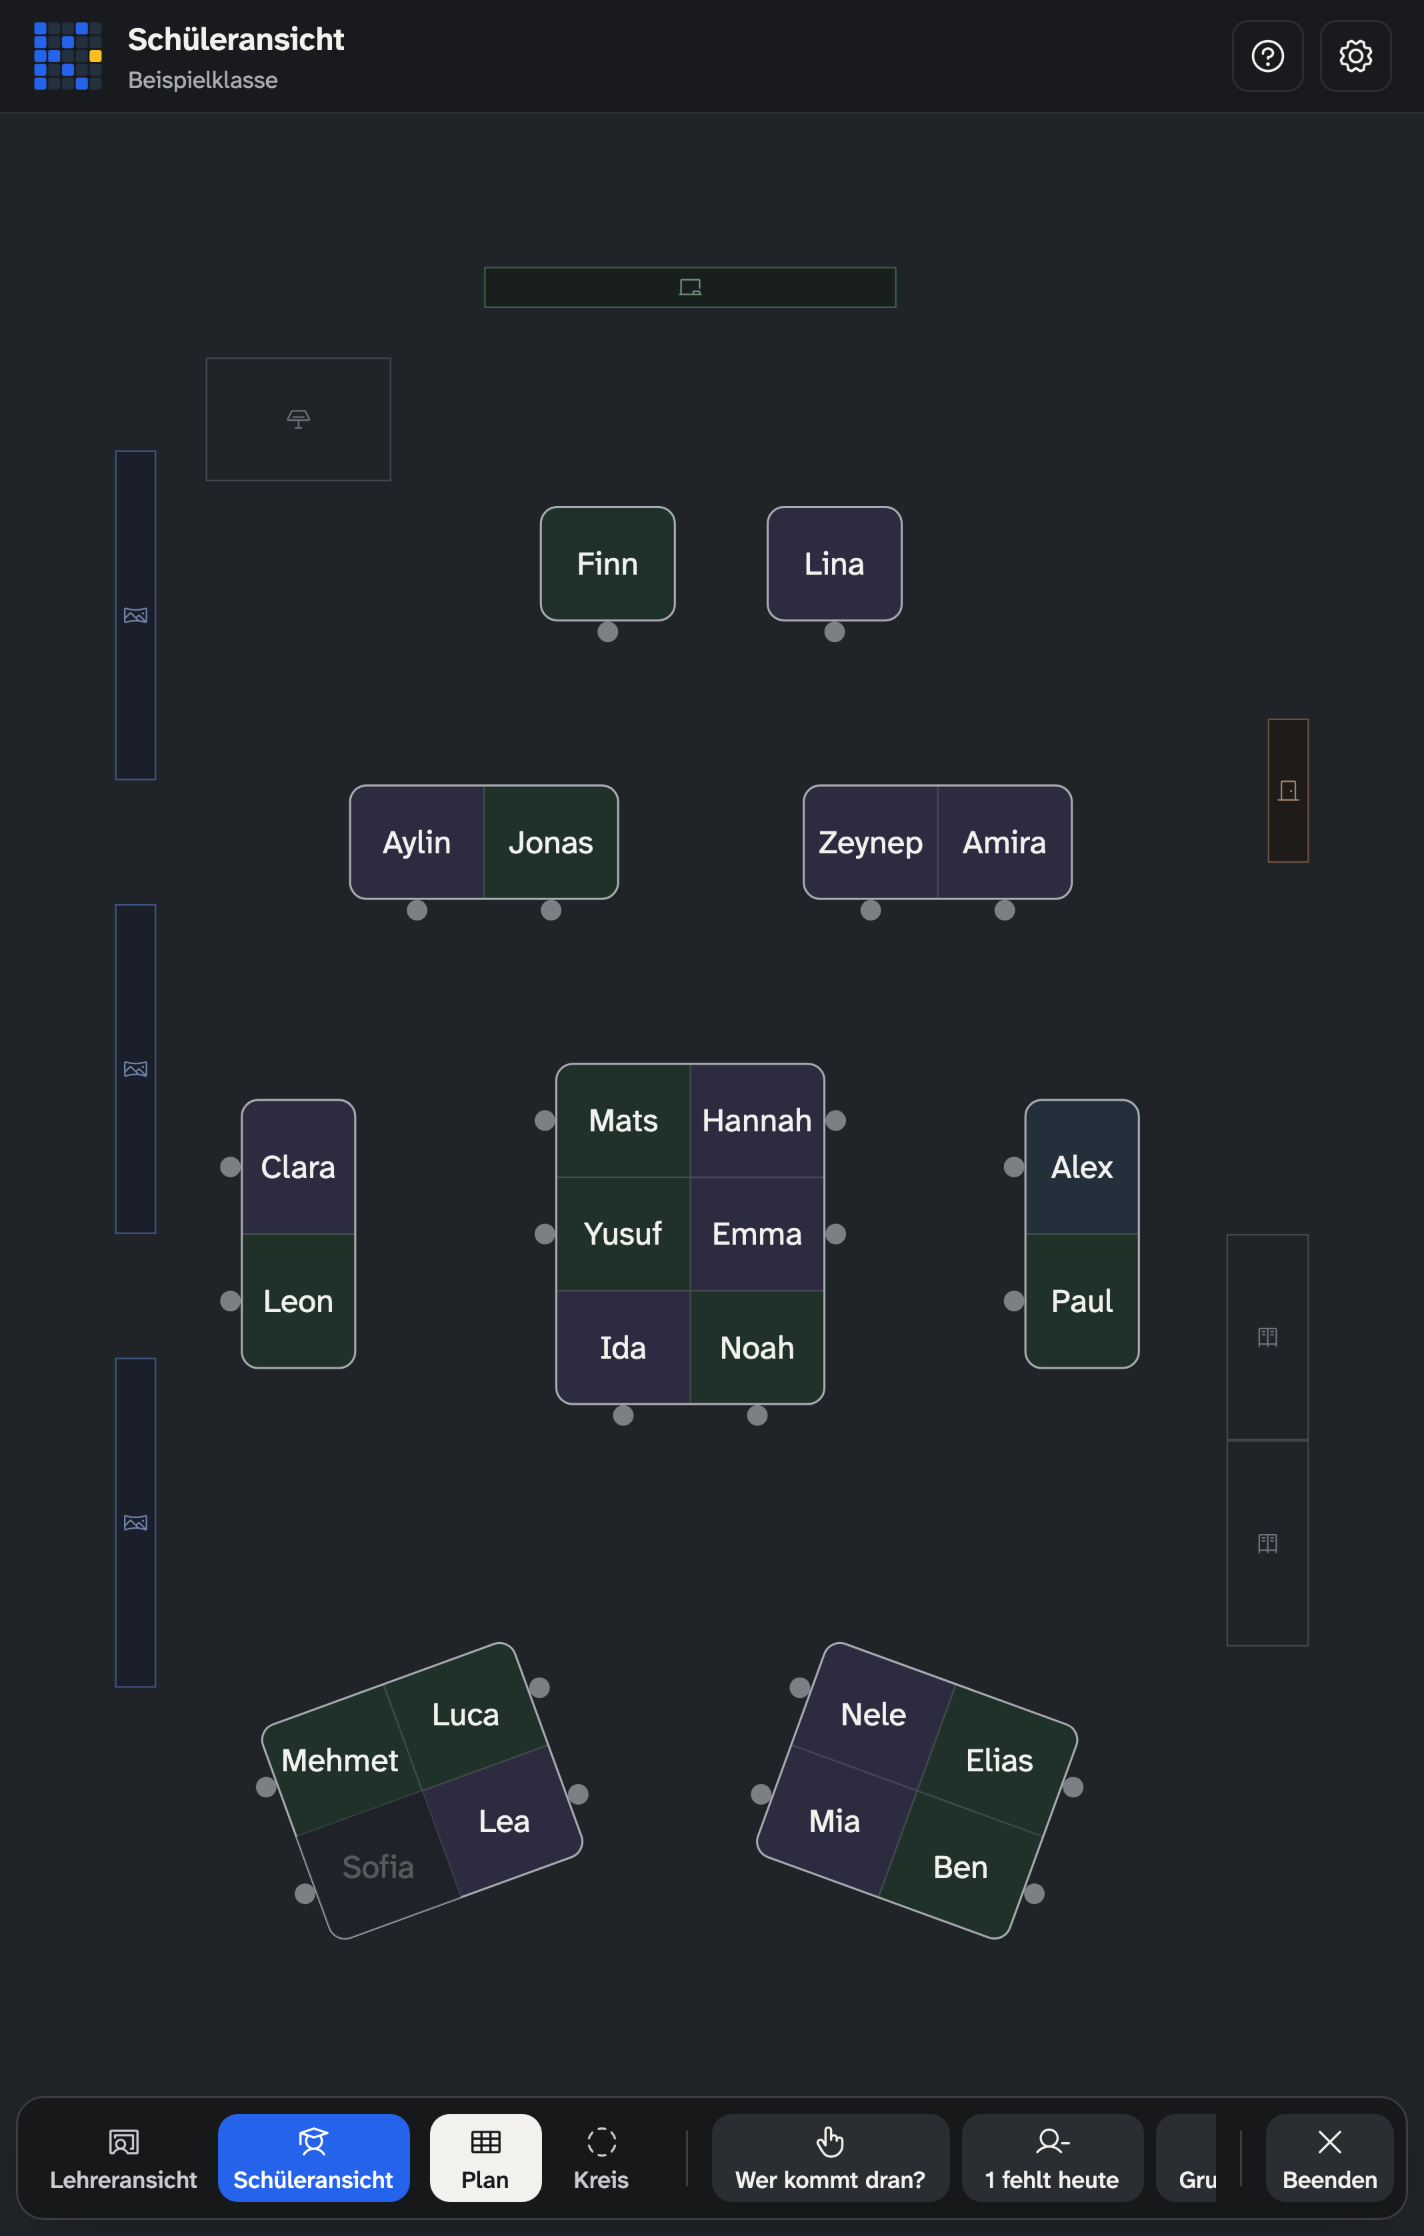 Schüleransicht
Beispielklasse
Finn
Lina
Aylin
Jonas
Zeynep
Amira
Mats
Hannah
Clara
Alex
Yusuf
Emma
Leon
Paul
Ida
Noah
Luca
Nele
Mehmet
Elias
Lea
Mia
Sofia
Ben
Lehreransicht
Schüleransicht
Plan
Kreis
Wer kommt dran?
1 fehlt heute
Gru
Beenden